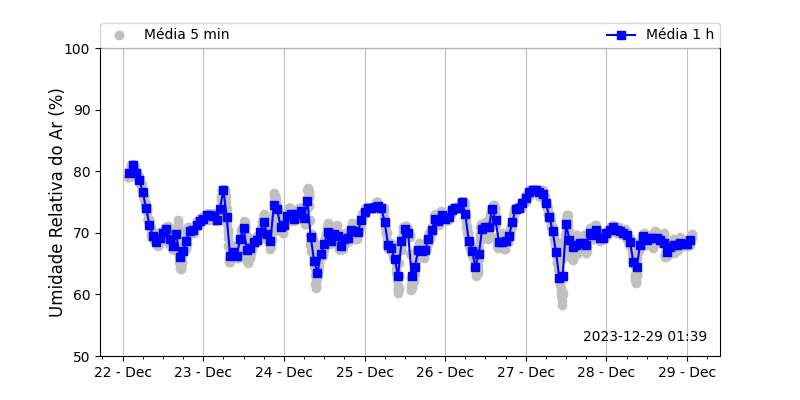 Média 5 min
Média 1 h
100
90
80
70
60
50
Umidade Relativa do Ar (%)
2023-12-29 01:39
22 - Dec
23 - Dec
24 - Dec
25 - Dec
26 - Dec
27 - Dec
28 - Dec
29 - Dec